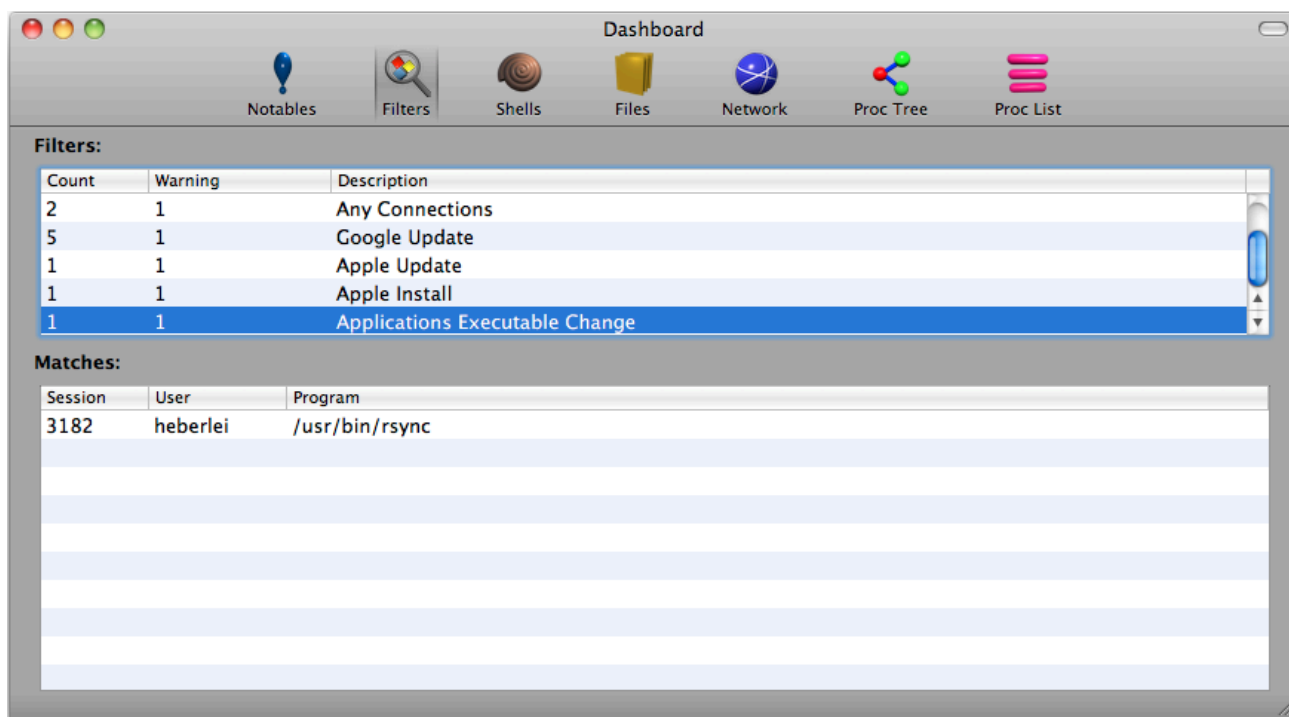 Dashboard
Notables Filters Shells Files Network Proc Tree Proc List
Filters:
Count Warning Description
2 1 Any Connections
5 1 Google Update
1 1 Apple Update
1 1 Apple Install
1 1 Applications Executable Change
Matches:
Session User Program
3182 heberlei /usr/bin/rsync